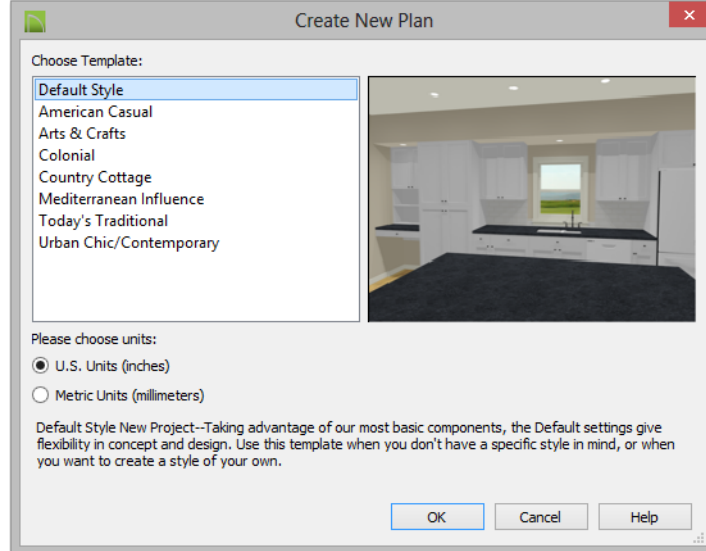 Create New Plan
Choose Template:
Default Style
American Casual
Arts & Crafts
Colonial
Country Cottage
Mediterranean Influence
Today's Traditional
Urban Chic/Contemporary
Please choose units:
U.S. Units (inches)
Metric Units (millimeters)
Default Style New Project--Taking advantage of our most basic components, the Default settings give
flexibility in concept and design. Use this template when you don't have a specific style in mind, or when
you want to create a style of your own.
OK Cancel Help